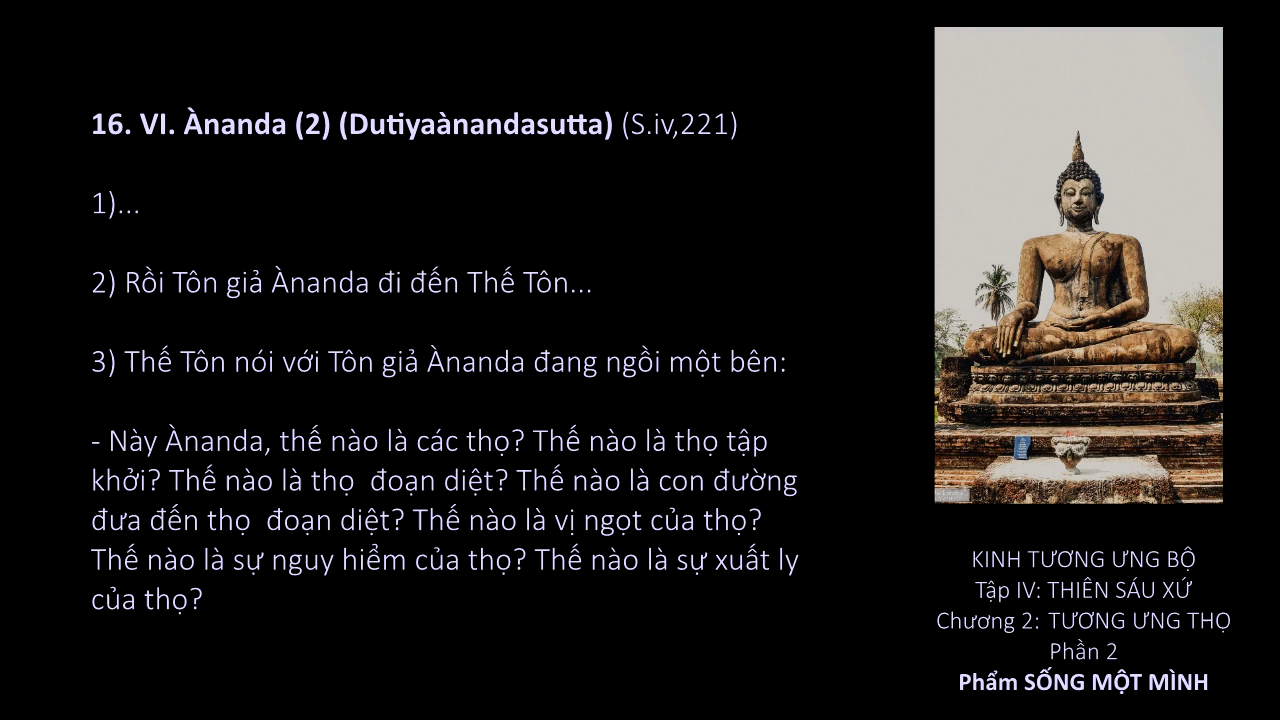 16. VI. Ànanda (2) (Dutiyaànandasutta) (S.iv,221)
1)...
2) Rồi Tôn giả Ànanda đi đến Thế Tôn...
3) Thế Tôn nói với Tôn giả Ànanda đang ngồi một bên:
- Này Ànanda, thế nào là các thọ? Thế nào là thọ tập
khởi? Thế nào là thọ  đoạn diệt? Thế nào là con đường
đưa đến thọ  đoạn diệt? Thế nào là vị ngọt của thọ?
Thế nào là sự nguy hiểm của thọ? Thế nào là sự xuất ly
của thọ?
KINH TƯƠNG ƯNG BỘ
Tập IV: THIÊN SÁU XỨ
Chương 2: TƯƠNG ƯNG THỌ
Phần 2
Phẩm SỐNG MỘT MÌNH